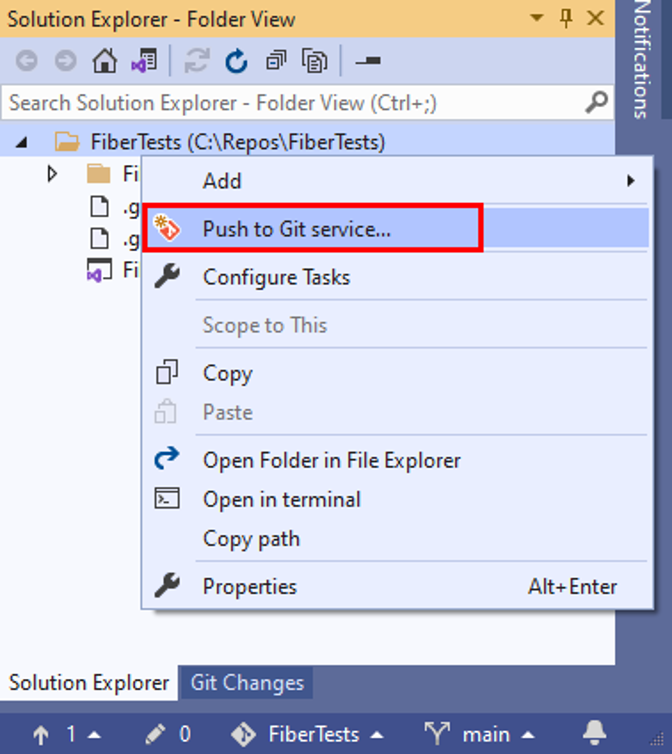 Solution Explorer - Folder View
Notifications
Search Solution Explorer - Folder View (Ctrl+;)
FiberTests (C:\Repos\FiberTests)
Fi
.g
.g
Fi
Add
Push to Git service...
Configure Tasks
Scope to This
Copy
Paste
Open Folder in File Explorer
Open in terminal
Copy path
Properties Alt+Enter
Solution Explorer Git Changes
1 0 FiberTests main